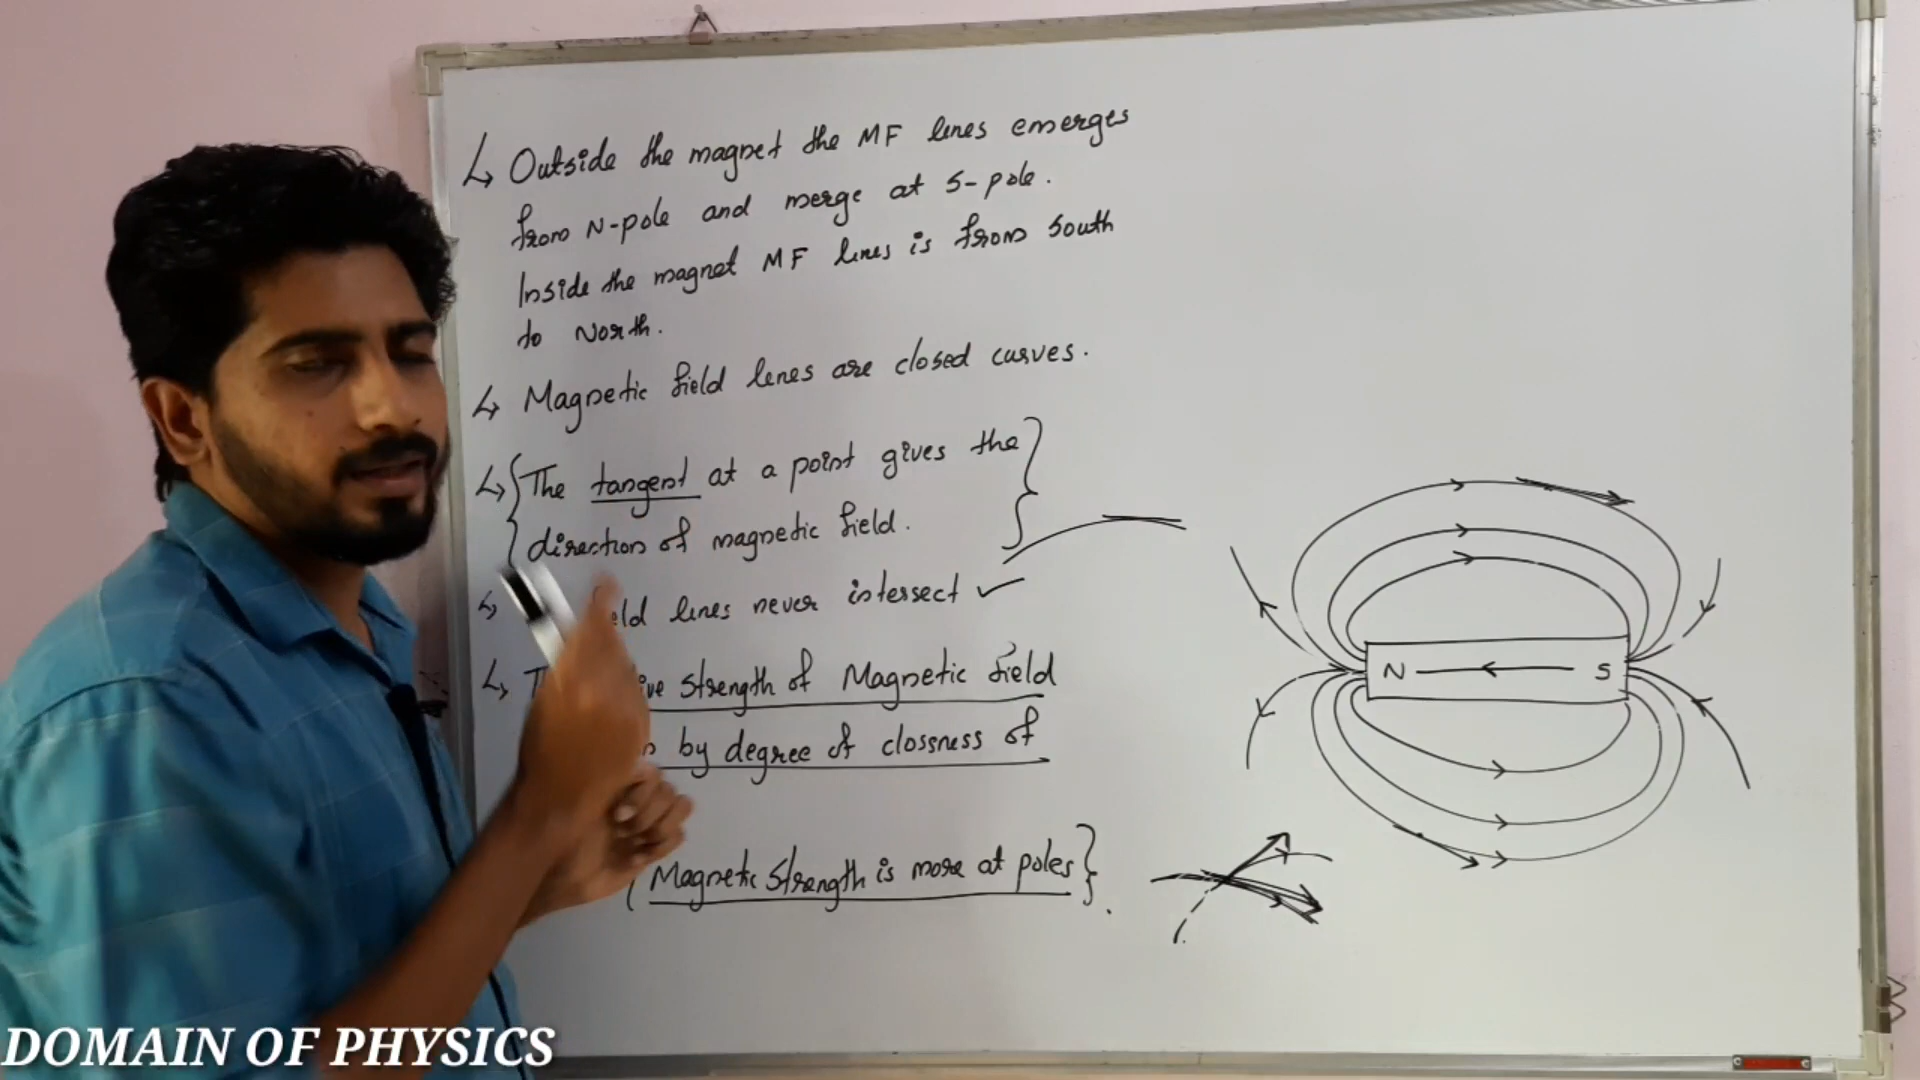 Outside the magnet the MF lines emerges
from N-pole and merge at S-pole.
Inside the magnet MF lines is from South
to North.
Magnetic field lines are closed curves.
The tangent at a point gives the
direction of magnetic field.
lines never intersect
strength of Magnetic field
by degree of clossness of
Magnetic Strength is more at poles
N S
DOMAIN OF PHYSICS